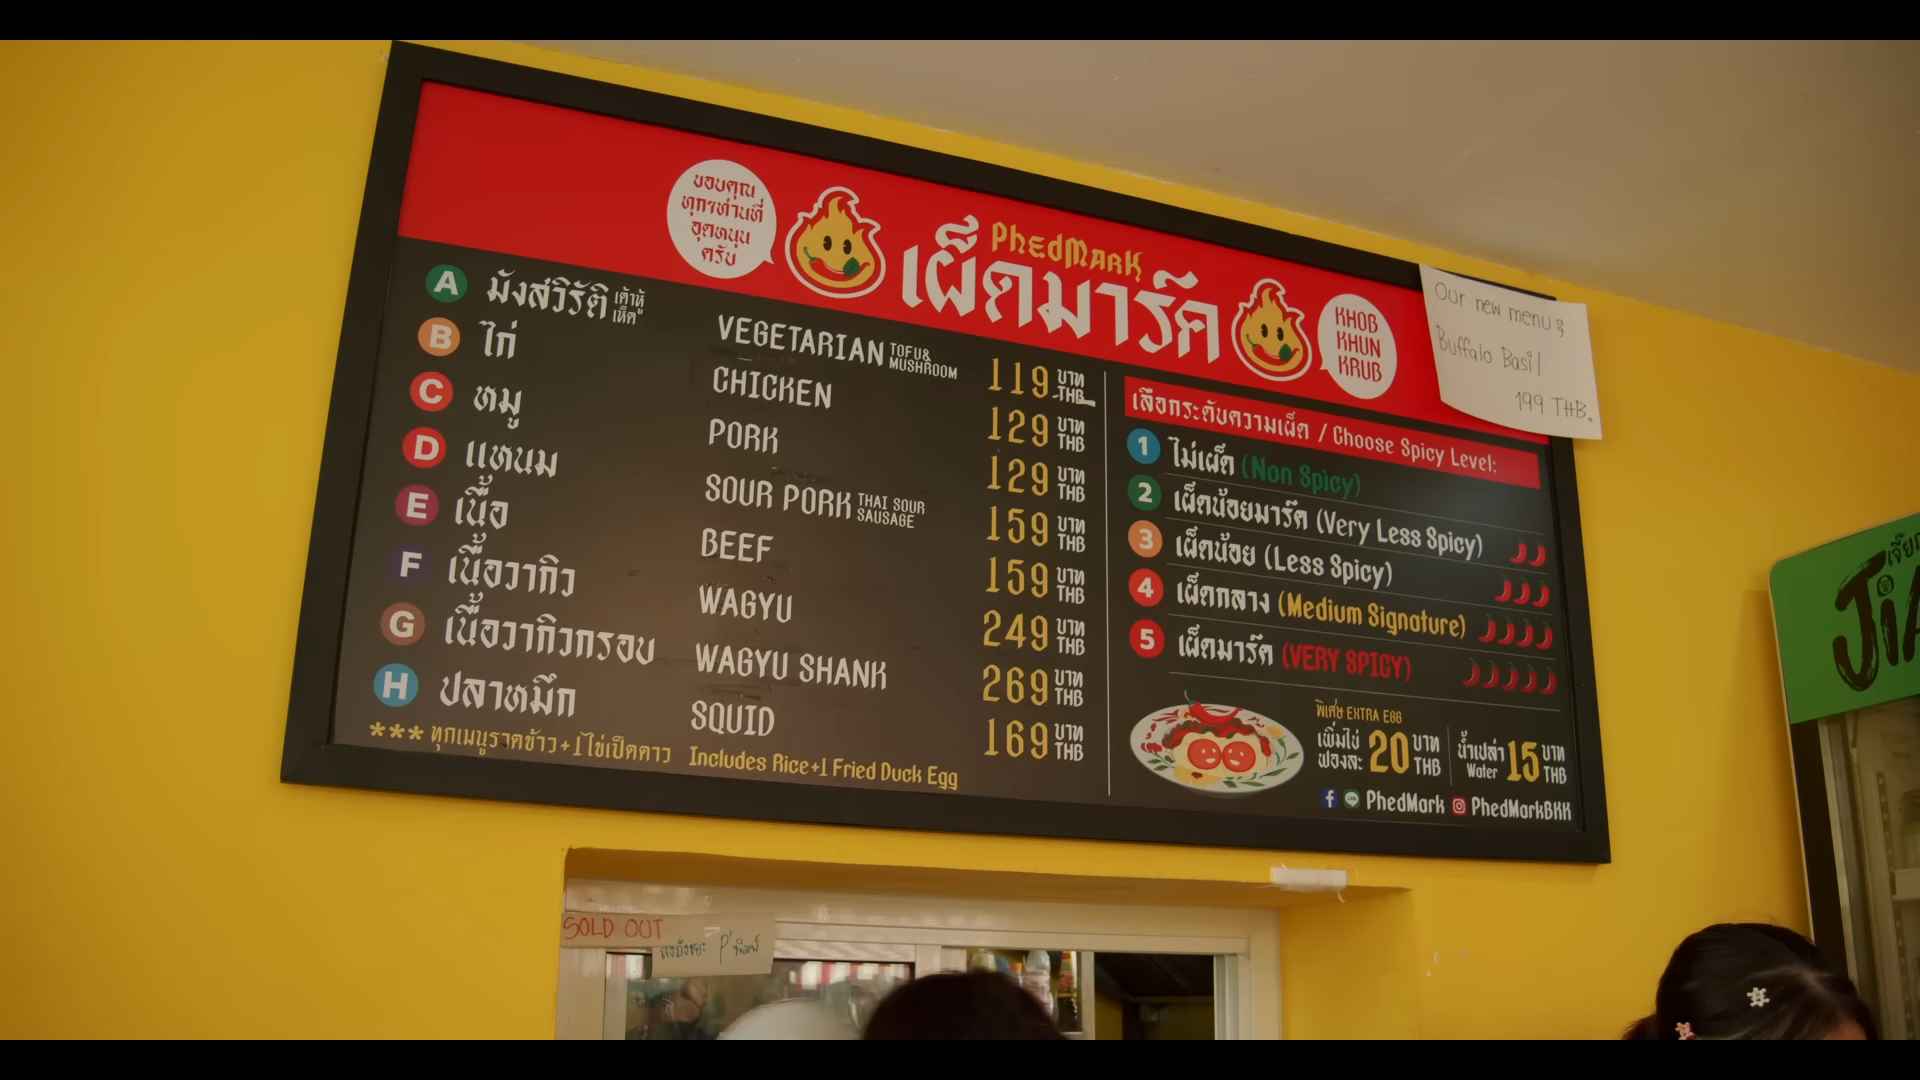 ขอบคุณ
ทุกๆท่านที่
อุดหนุน
ครับ
PhedMark
เผ็ดมาร์ค
KHOB
KHUN
KRUB
Our new menu :
Buffalo Basil
199 THB.
A มังสวิรัติ เต้าหู้ เห็ด VEGETARIAN TOFU & MUSHROOM 119 บาท THB
B ไก่ CHICKEN 129 บาท THB
C หมู PORK 129 บาท THB
D แหนม SOUR PORK THAI SOUR SAUSAGE 159 บาท THB
E เนื้อ BEEF 159 บาท THB
F เนื้อวากิว WAGYU 249 บาท THB
G เนื้อวากิวกรอบ WAGYU SHANK 269 บาท THB
H ปลาหมึก SQUID 169 บาท THB
*** ทุกเมนูราดข้าว+1ไข่เป็ดดาว Includes Rice+1 Fried Duck Egg
เลือกระดับความเผ็ด / Choose Spicy Level:
1 ไม่เผ็ด (Non Spicy)
2 เผ็ดน้อยมาร์ค (Very Less Spicy)
3 เผ็ดน้อย (Less Spicy)
4 เผ็ดกลาง (Medium Signature)
5 เผ็ดมาร์ค (VERY SPICY)
พิเศษ EXTRA EGG
เพิ่มไข่ ฟองละ 20 บาท THB
น้ำเปล่า Water 15 บาท THB
PhedMark PhedMarkBKK
SOLD OUT